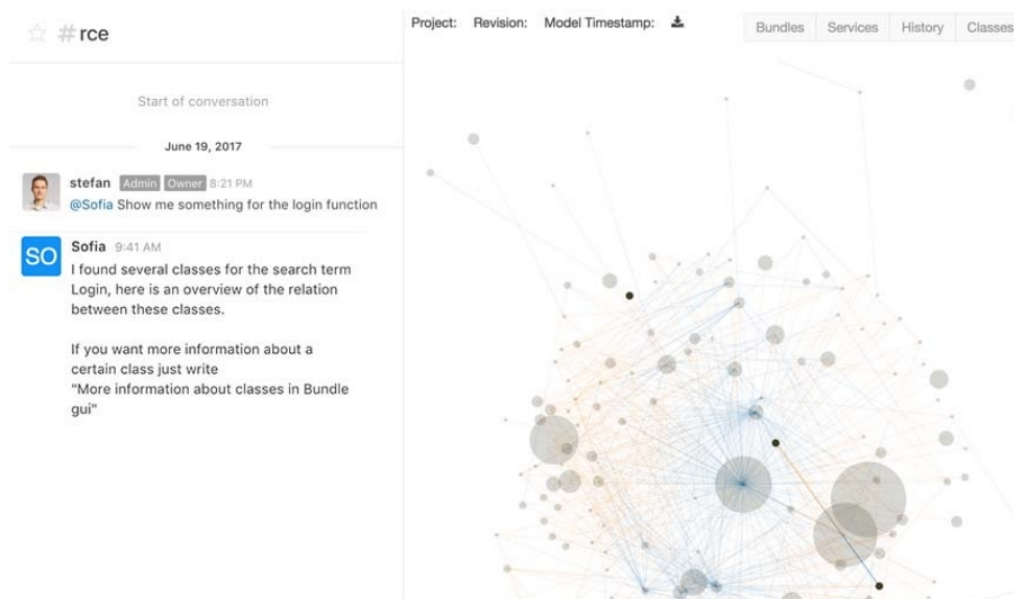 #rce
Start of conversation
June 19, 2017
stefan Admin Owner 8:21 PM
@Sofia Show me something for the login function
SO
Sofia 9:41 AM
I found several classes for the search term
Login, here is an overview of the relation
between these classes.
If you want more information about a
certain class just write
"More information about classes in Bundle
gui"
Project: Revision: Model Timestamp:
Bundles Services History Classes